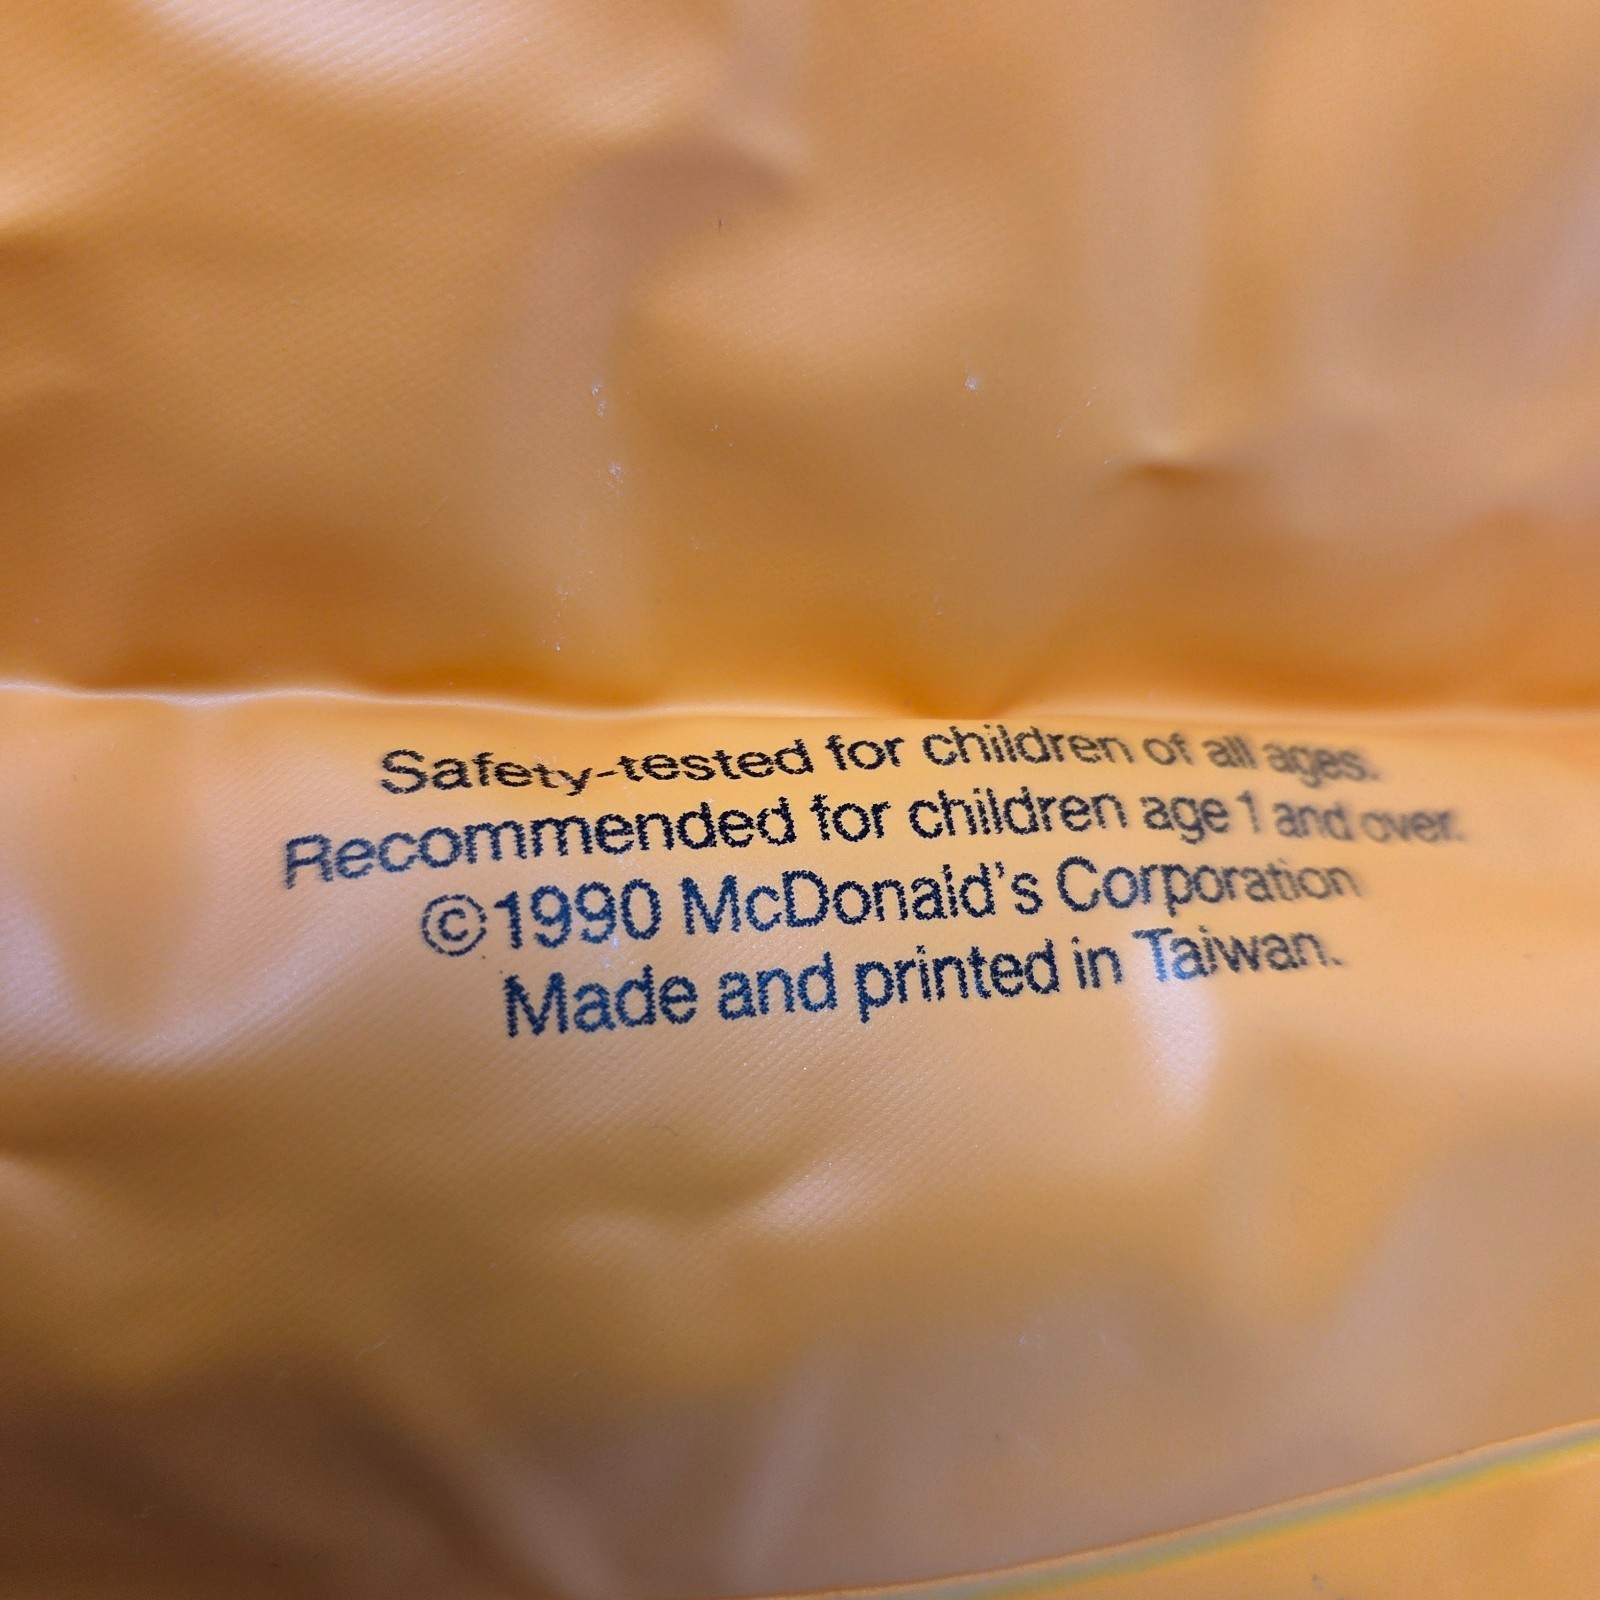 Safety-tested for children of all ages.
Recommended for children age 1 and over.
©1990 McDonald's Corporation
Made and printed in Taiwan.